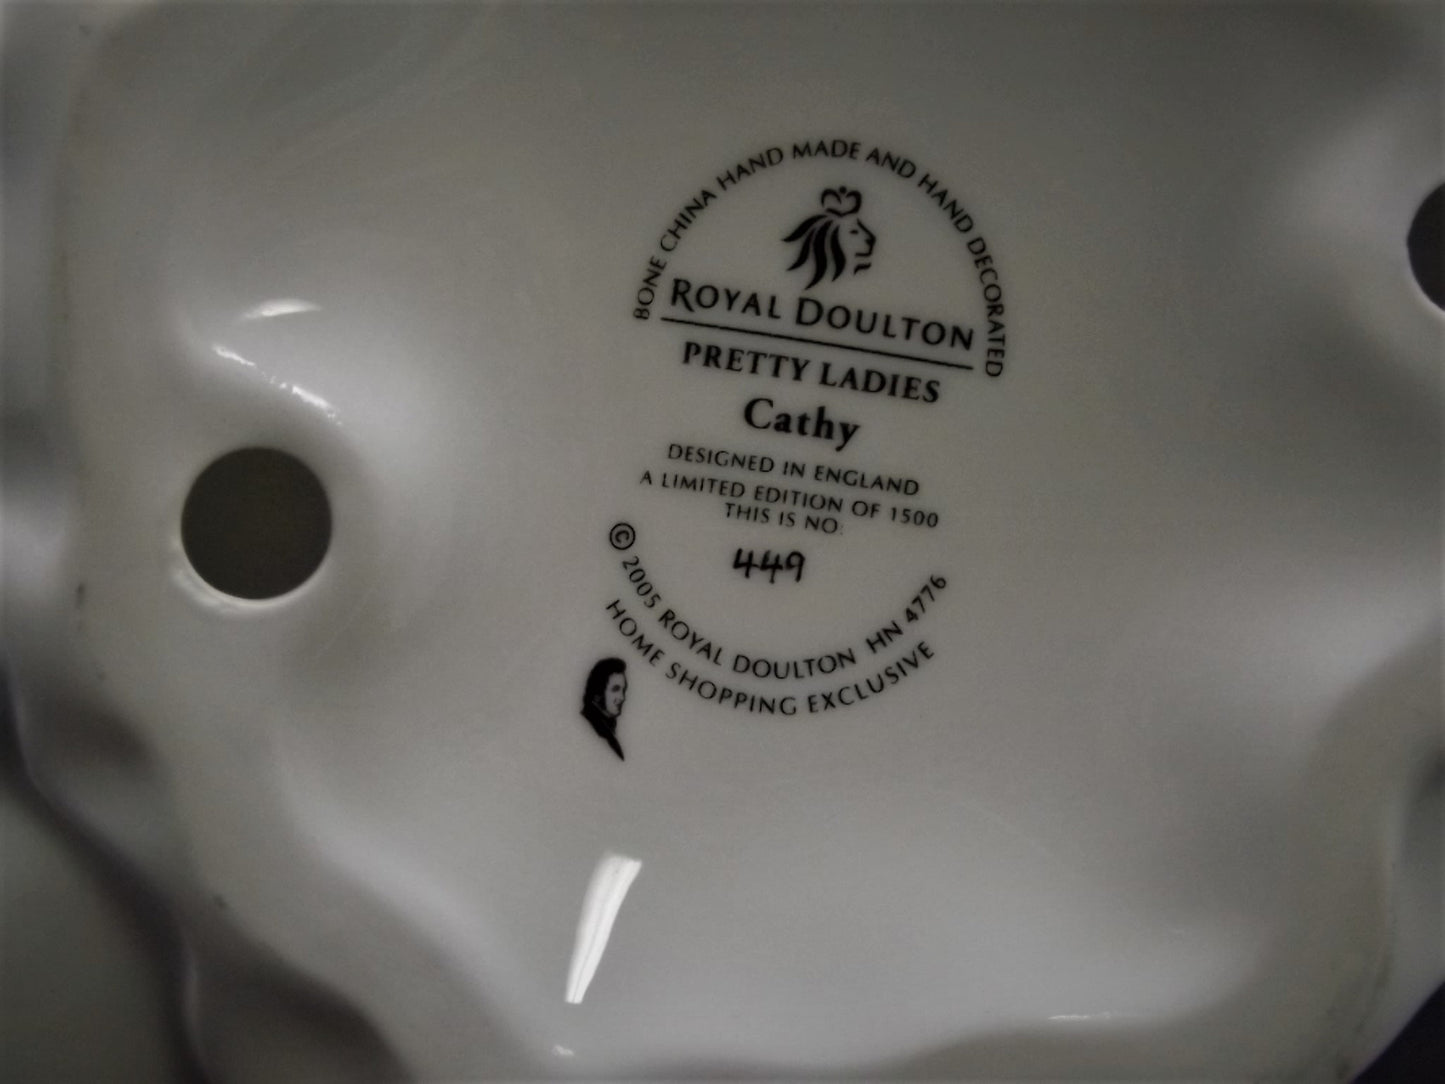 BONE CHINA HAND MADE AND HAND DECORATED
ROYAL DOULTON
PRETTY LADIES
Cathy
DESIGNED IN ENGLAND
A LIMITED EDITION OF 1500
THIS IS NO:
449
© 2005 ROYAL DOULTON HN 4776
HOME SHOPPING EXCLUSIVE